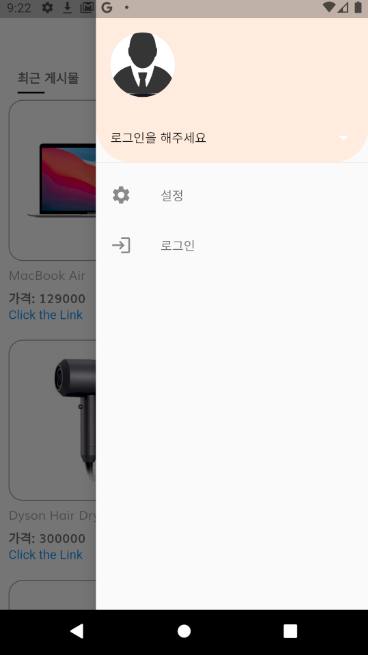 9:22
최근 게시물
MacBook Air
가격: 129000
Click the Link
Dyson Hair Dry
가격: 300000
Click the Link
로그인을 해주세요
설정
로그인